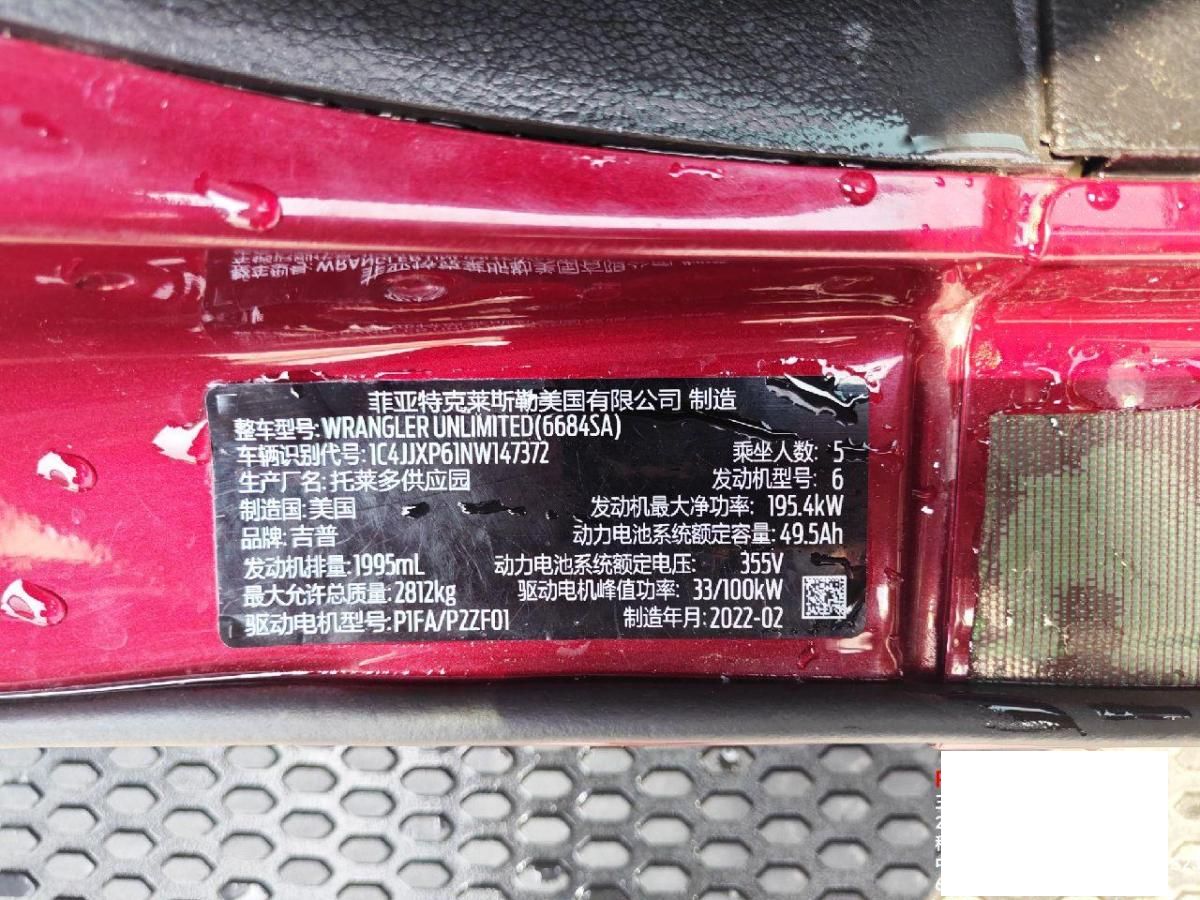 菲亚特克莱斯勒美国有限公司 制造
整车型号:WRANGLER UNLIMITED(6684SA)
车辆识别代号:1C4JJXP61NW147372 乘坐人数: 5
生产厂名:托莱多供应园 发动机型号: 6
制造国:美国 发动机最大净功率: 195.4kW
品牌:吉普 动力电池系统额定容量:49.5Ah
发动机排量:1995mL 动力电池系统额定电压: 355V
最大允许总质量:2812kg 驱动电机峰值功率: 33/100kW
驱动电机型号:P1FA/P2ZF01 制造年月:2022-02